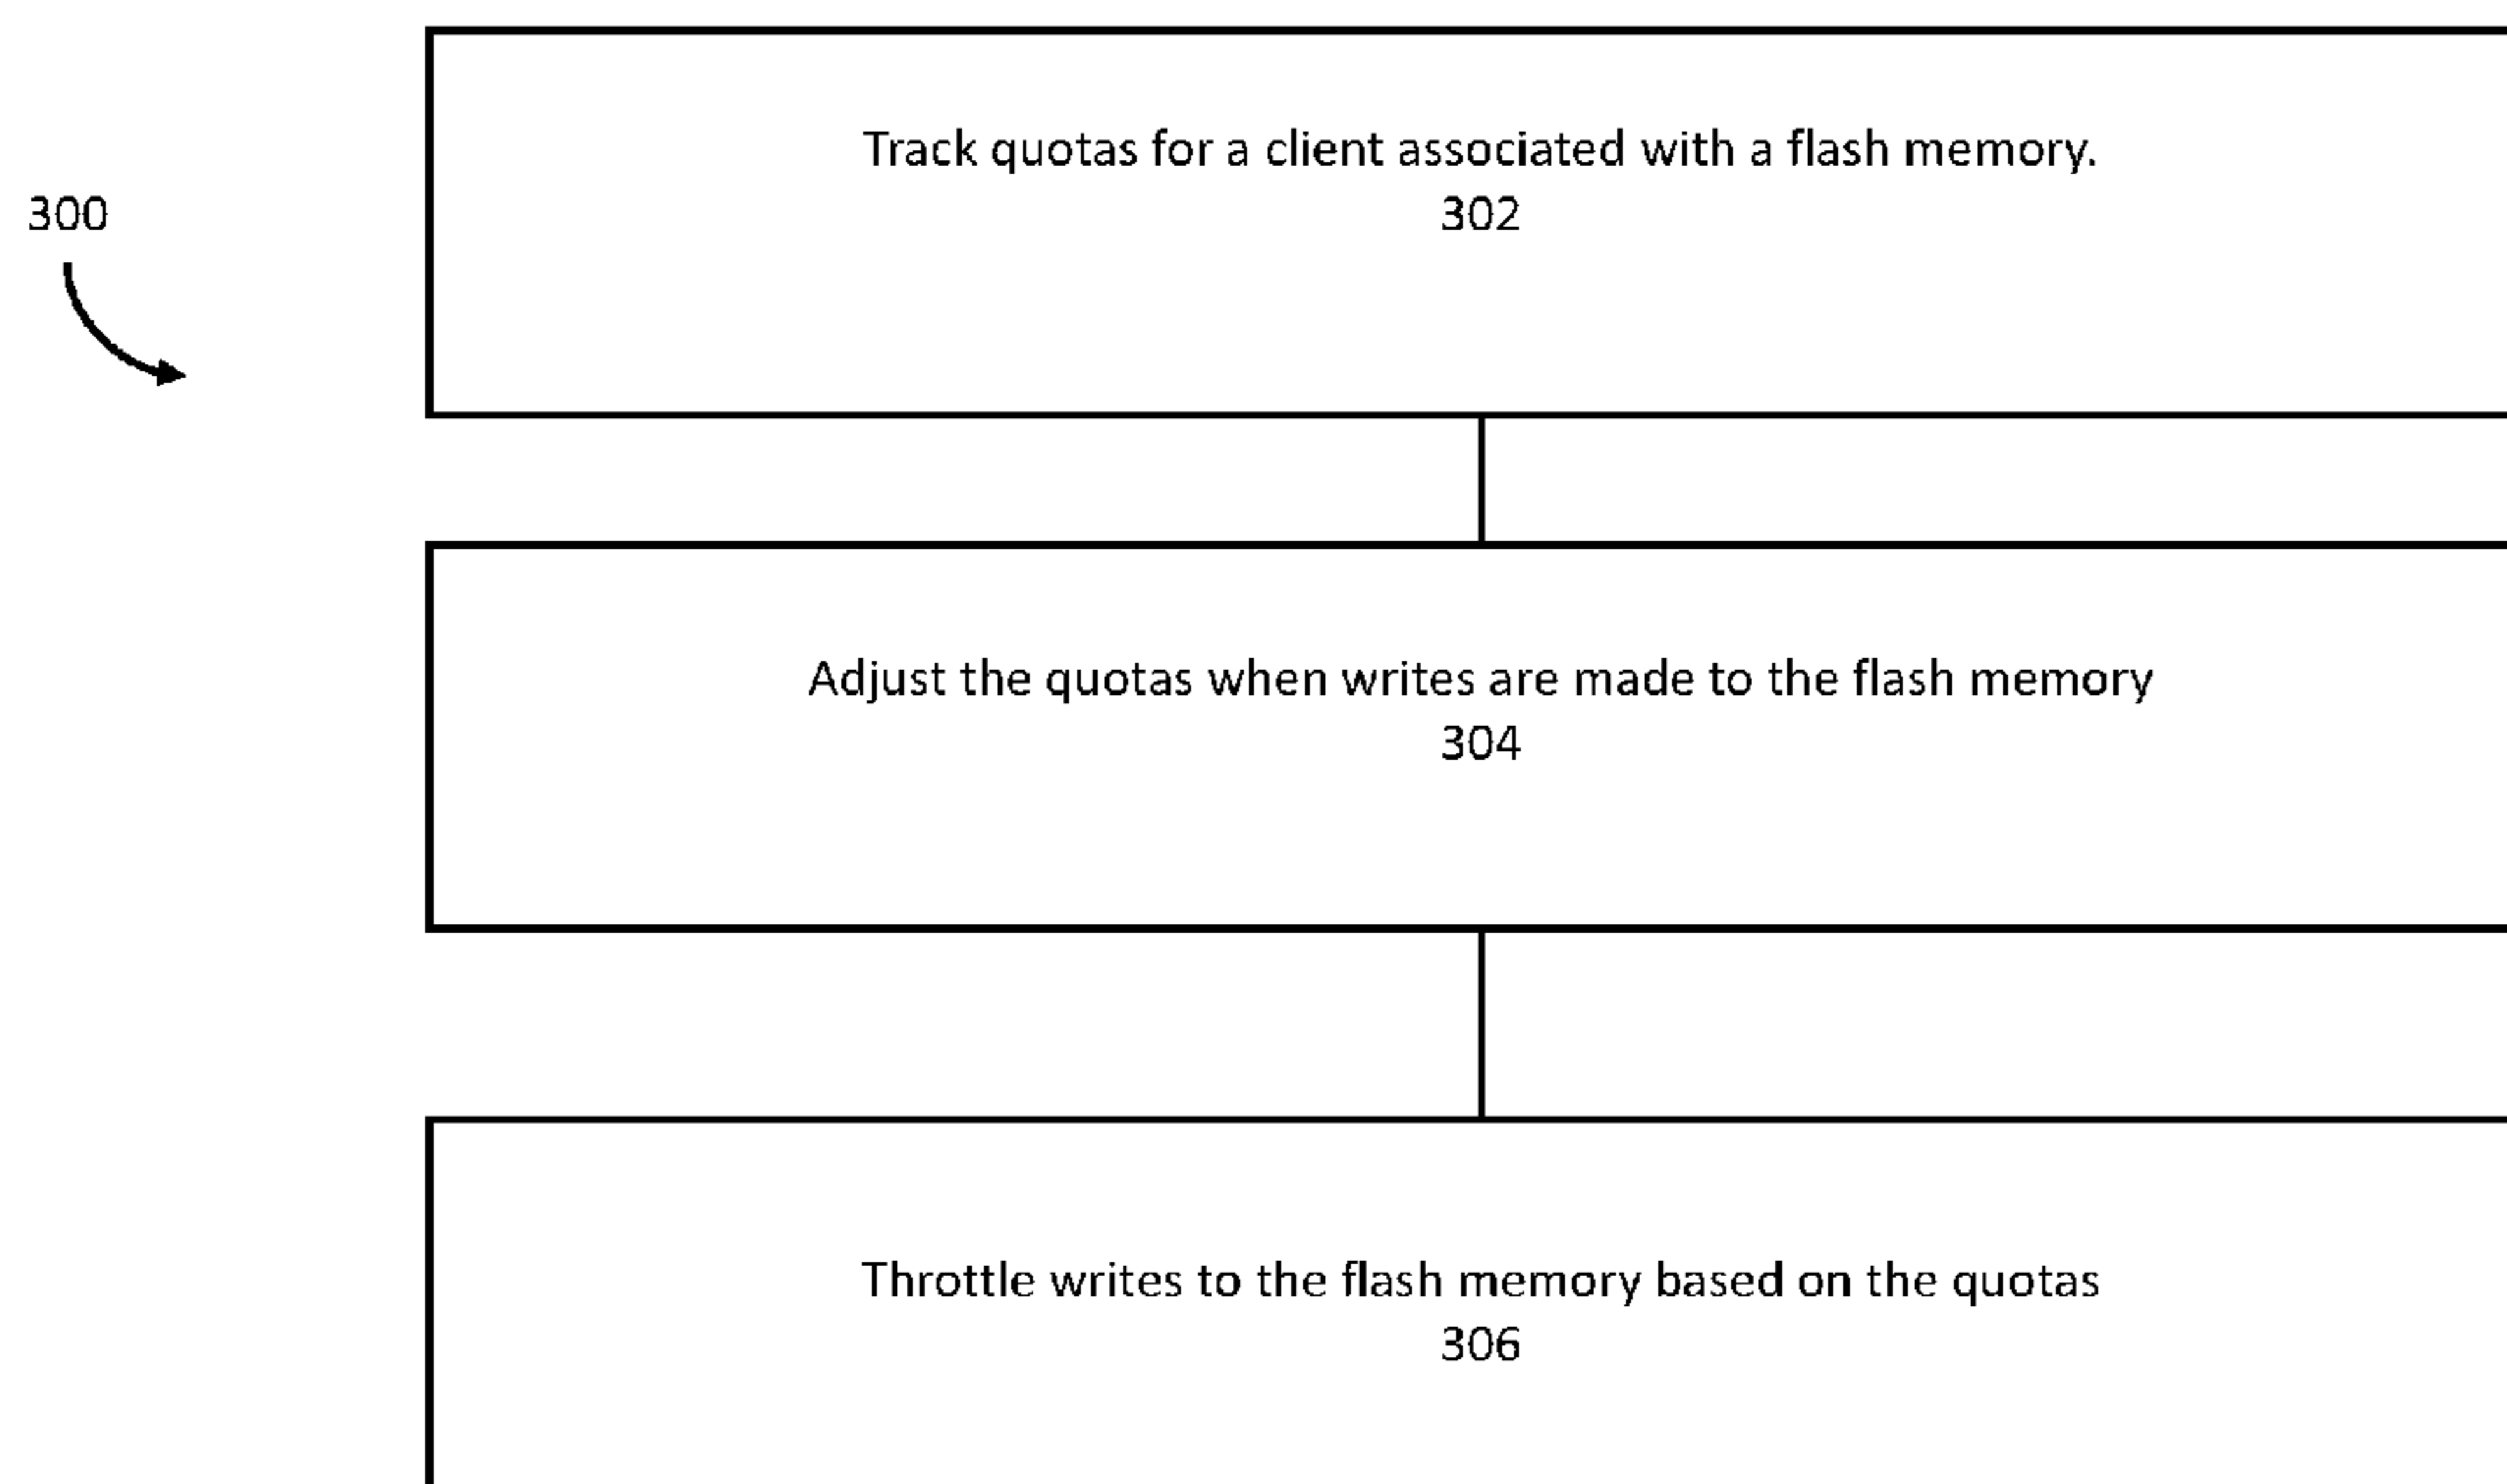 Track quotas for a client associated with a flash memory.
302
300
Adjust the quotas when writes are made to the flash memory
304
Throttle writes to the flash memory based on the quotas
306